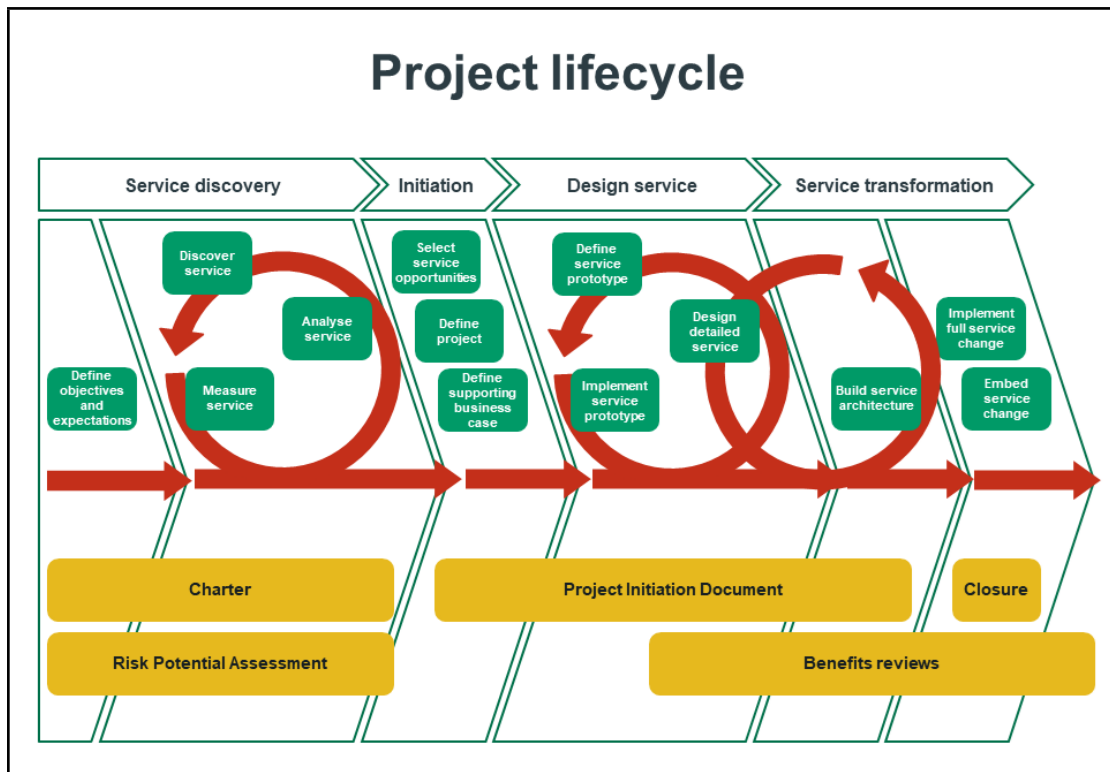 Project lifecycle
Service discovery
Initiation
Design service
Service transformation
Discover
service
Analyse
service
Measure
service
Define
objectives
and
expectations
Select
service
opportunities
Define
project
Define
supporting
business
case
Define
service
prototype
Design
detailed
service
Implement
service
prototype
Build service
architecture
Implement
full service
change
Embed
service
change
Charter
Project Initiation Document
Closure
Risk Potential Assessment
Benefits reviews